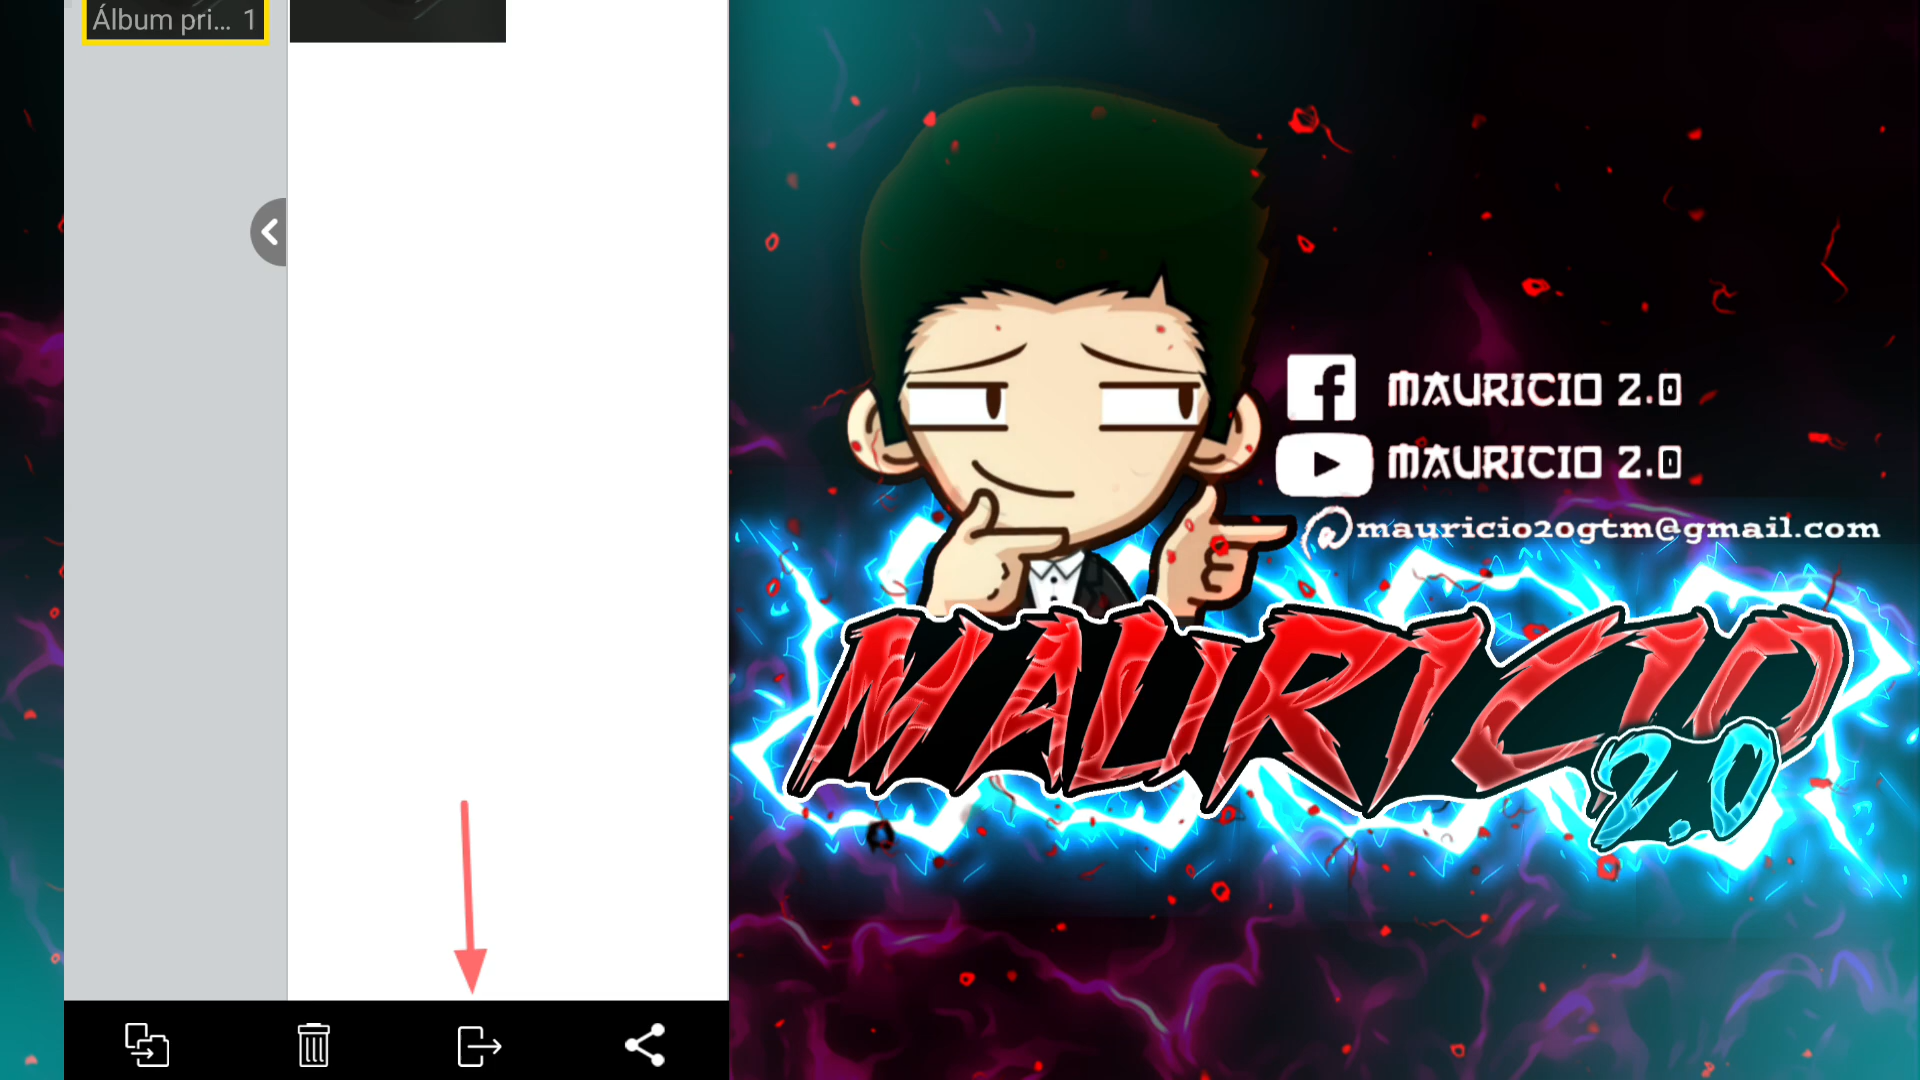 Álbum pri... 1
MAURICIO 2.0
MAURICIO 2.0
@mauricio20gtm@gmail.com
MAURICIO
2.0